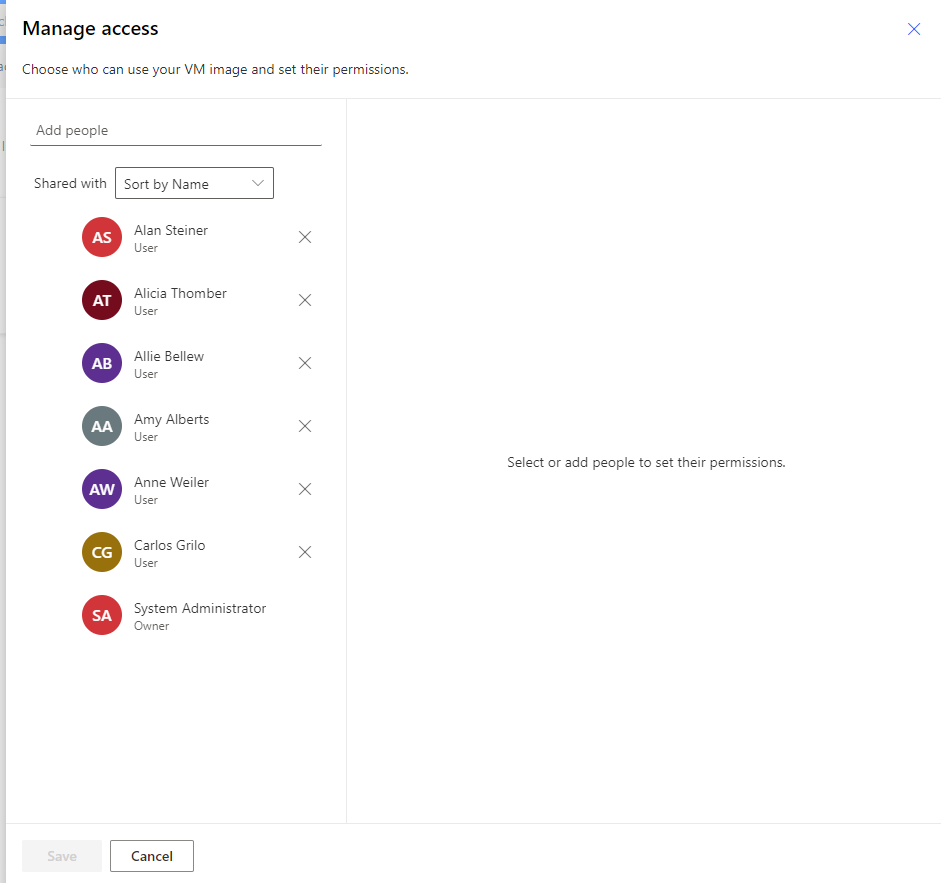 Manage access
Choose who can use your VM image and set their permissions.
Add people
Shared with Sort by Name
AS Alan Steiner
User
AT Alicia Thomber
User
AB Allie Bellew
User
AA Amy Alberts
User
AW Anne Weiler
User
CG Carlos Grilo
User
SA System Administrator
Owner
Select or add people to set their permissions.
Save Cancel